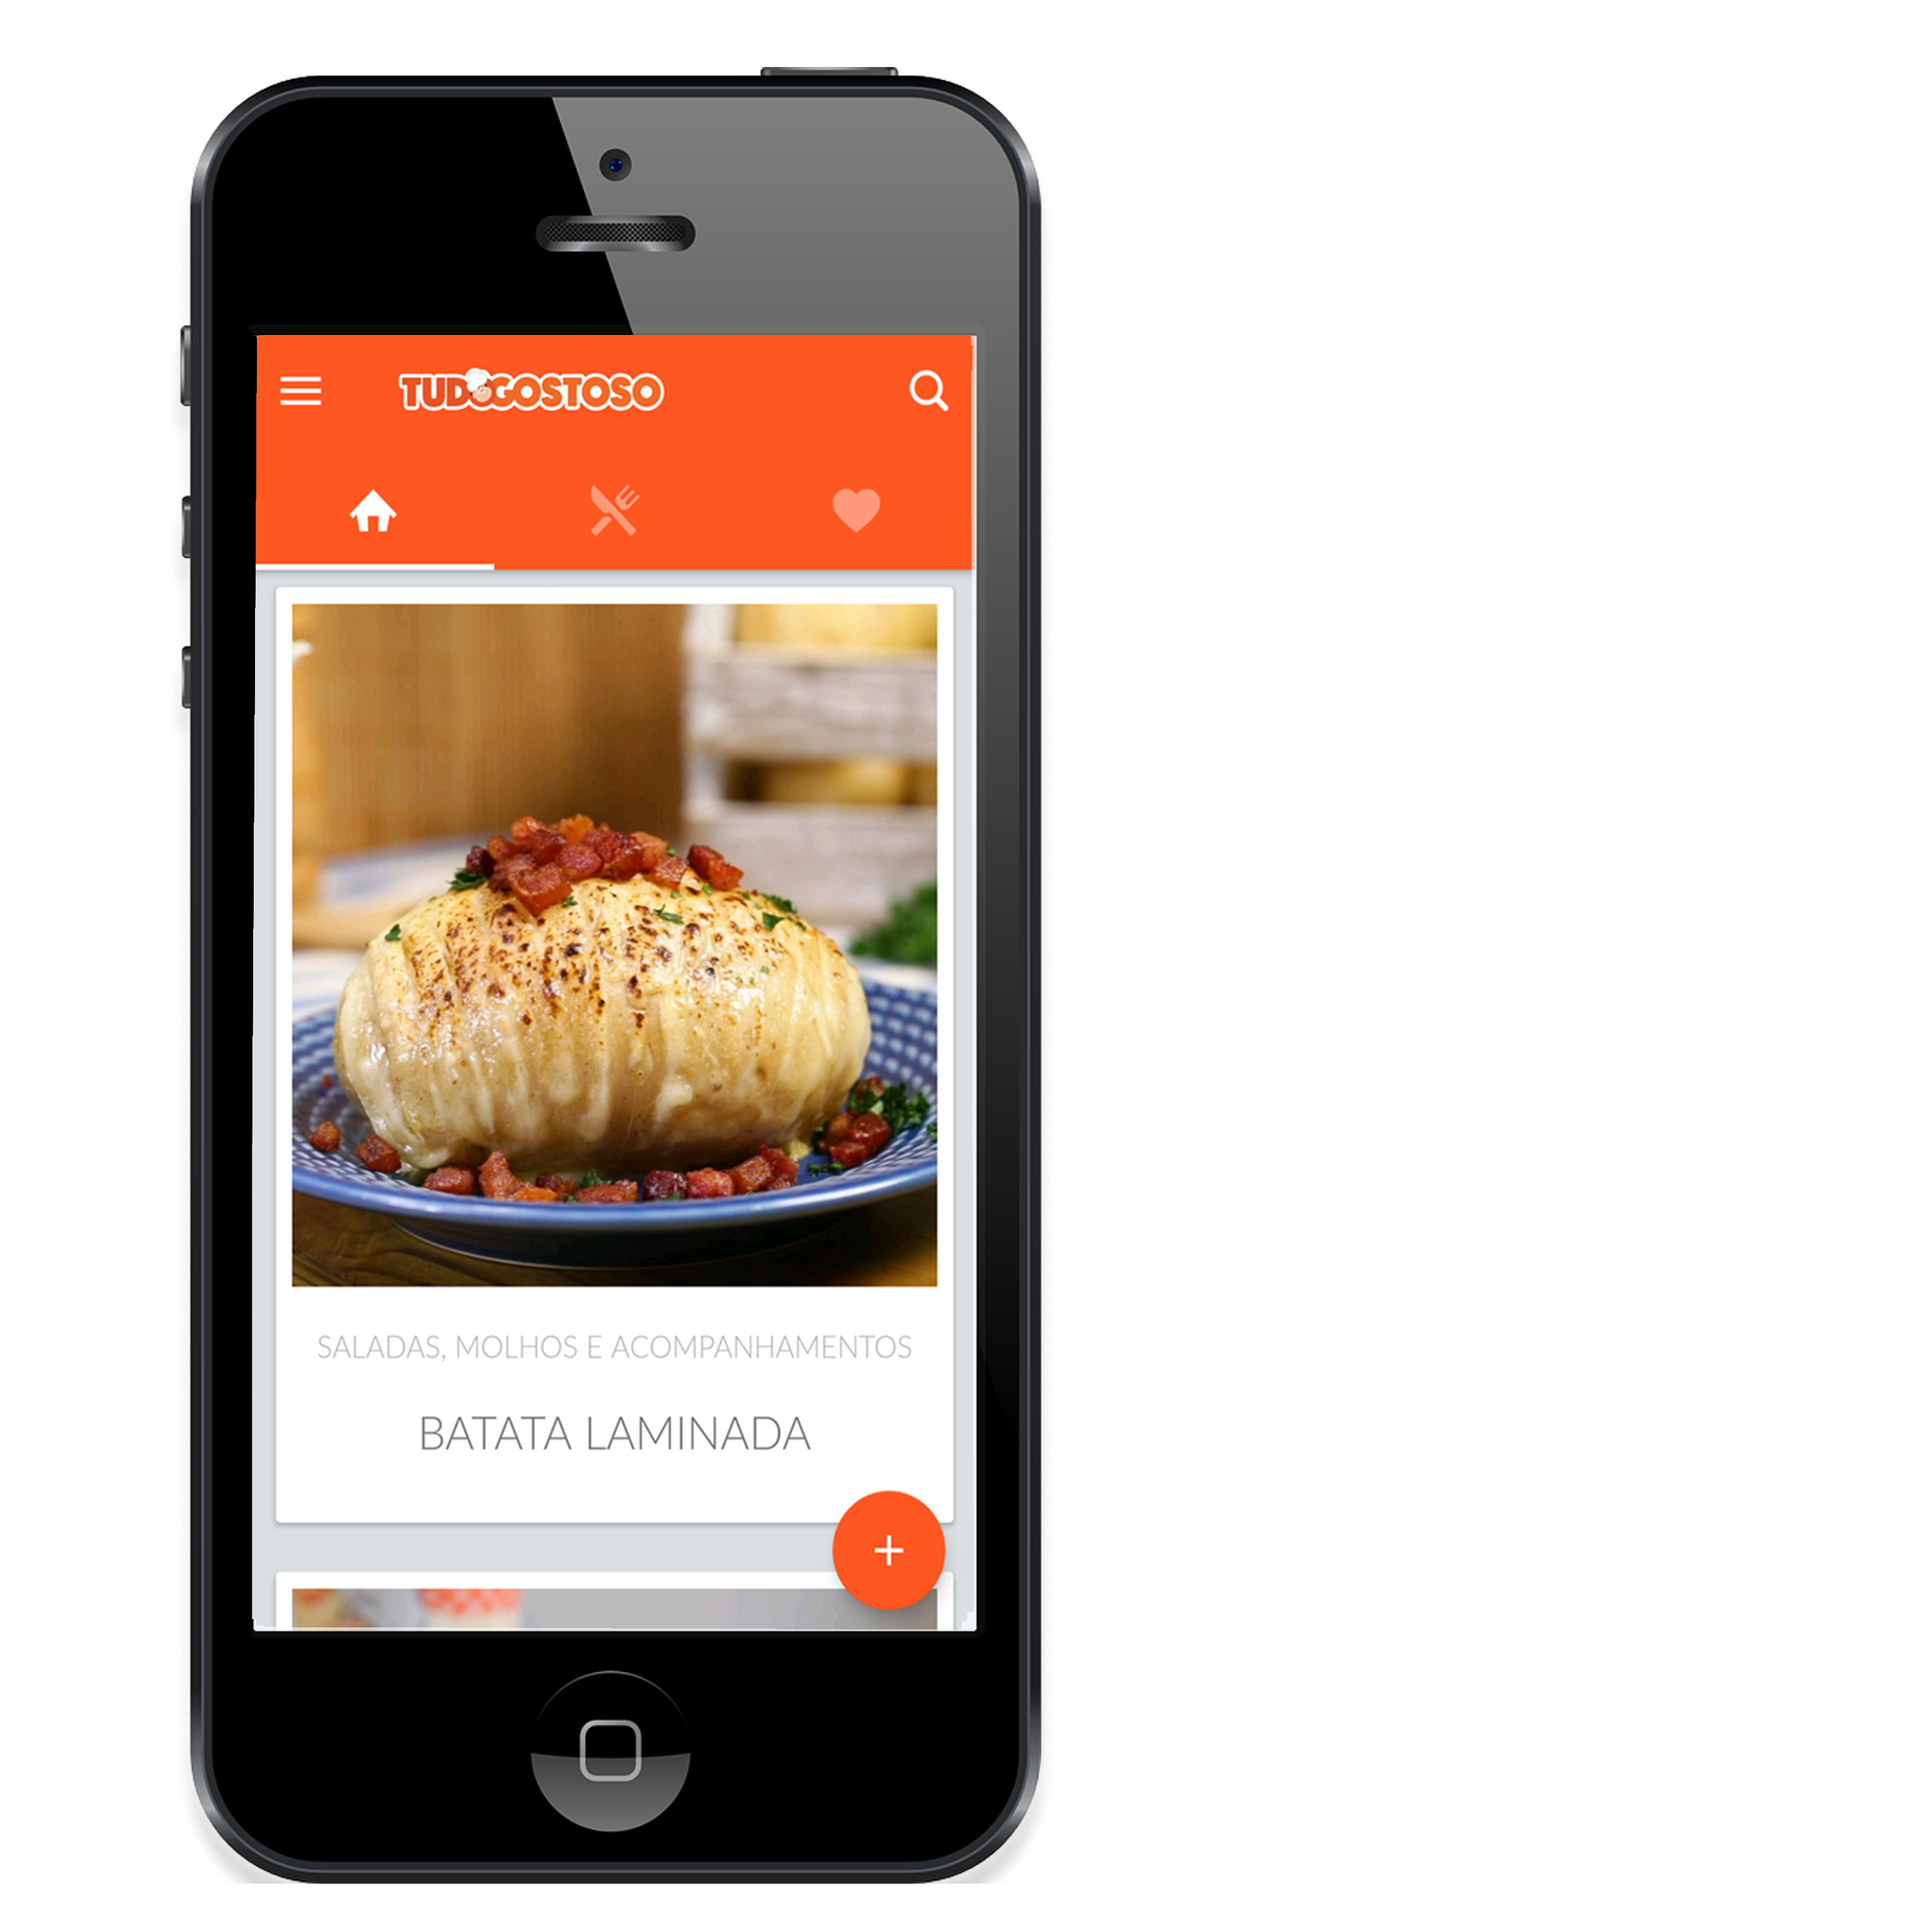 TUDOGOSTOSO
SALADAS, MOLHOS E ACOMPANHAMENTOS
BATATA LAMINADA